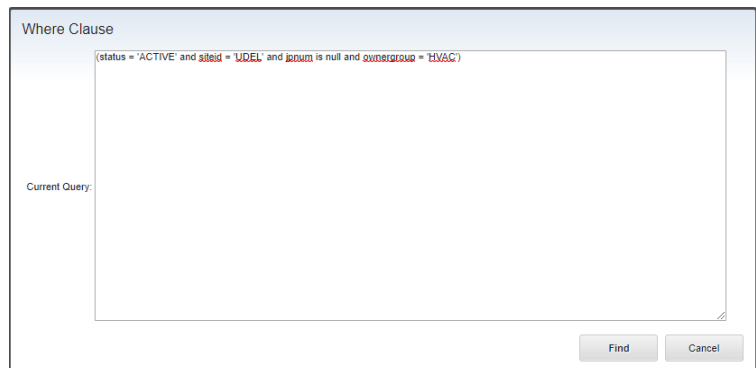 Where Clause
(status = 'ACTIVE' and siteid = 'UDEL' and jpnum is null and ownergroup = 'HVAC')
Current Query:
Find Cancel